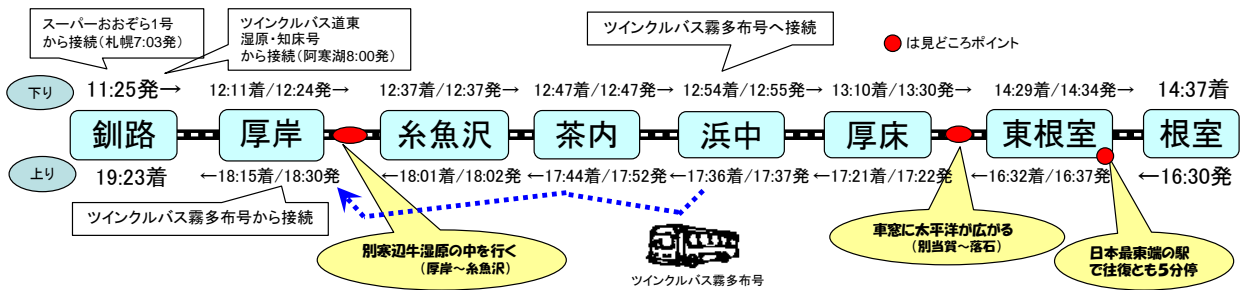 スーパーおおぞら1号
から接続(札幌7:03発)
ツインクルバス道東
湿原・知床号
から接続(阿寒湖8:00発)
ツインクルバス霧多布号へ接続
は見どころポイント
下り
11:25発→
12:11着/12:24発→
12:37着/12:37発→
12:47着/12:47発→
12:54着/12:55発→
13:10着/13:30発→
14:29着/14:34発→
14:37着
釧路
厚岸
糸魚沢
茶内
浜中
厚床
東根室
根室
上り
19:23着
←18:15着/18:30発
←18:01着/18:02発
←17:44着/17:52発
←17:36着/17:37発
←17:21着/17:22発
←16:32着/16:37発
←16:30発
ツインクルバス霧多布号から接続
別寒辺牛湿原の中を行く
(厚岸～糸魚沢)
ツインクルバス霧多布号
車窓に太平洋が広がる
(別当賀～落石)
日本最東端の駅
で往復とも5分停